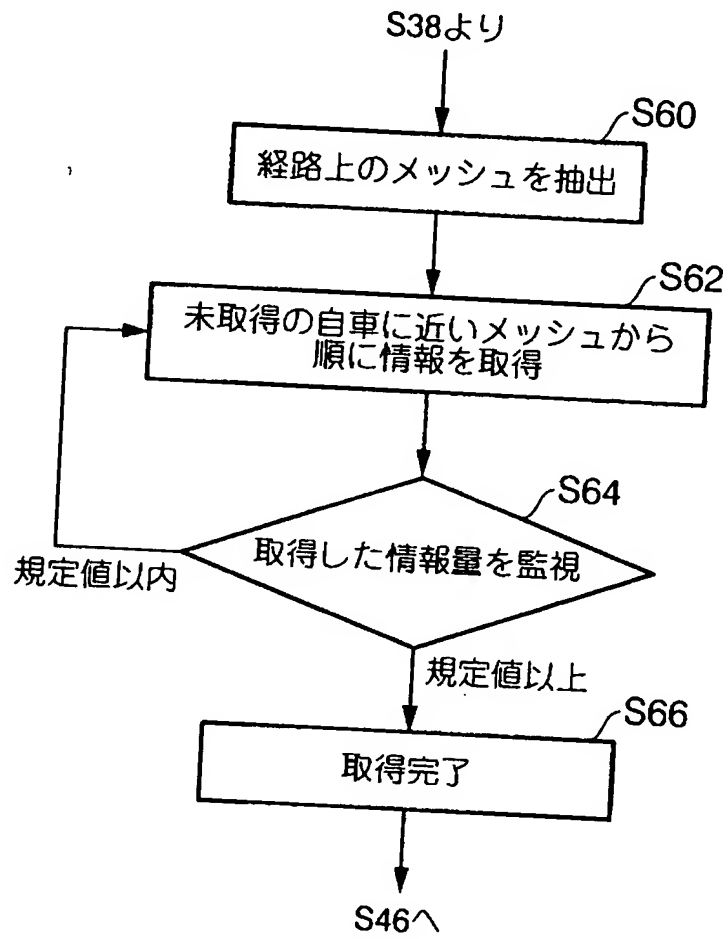 S38より
S60
経路上のメッシュを抽出
S62
未取得の自車に近いメッシュから
順に情報を取得
S64
取得した情報量を監視
規定値以内
規定値以上
S66
取得完了
S46へ